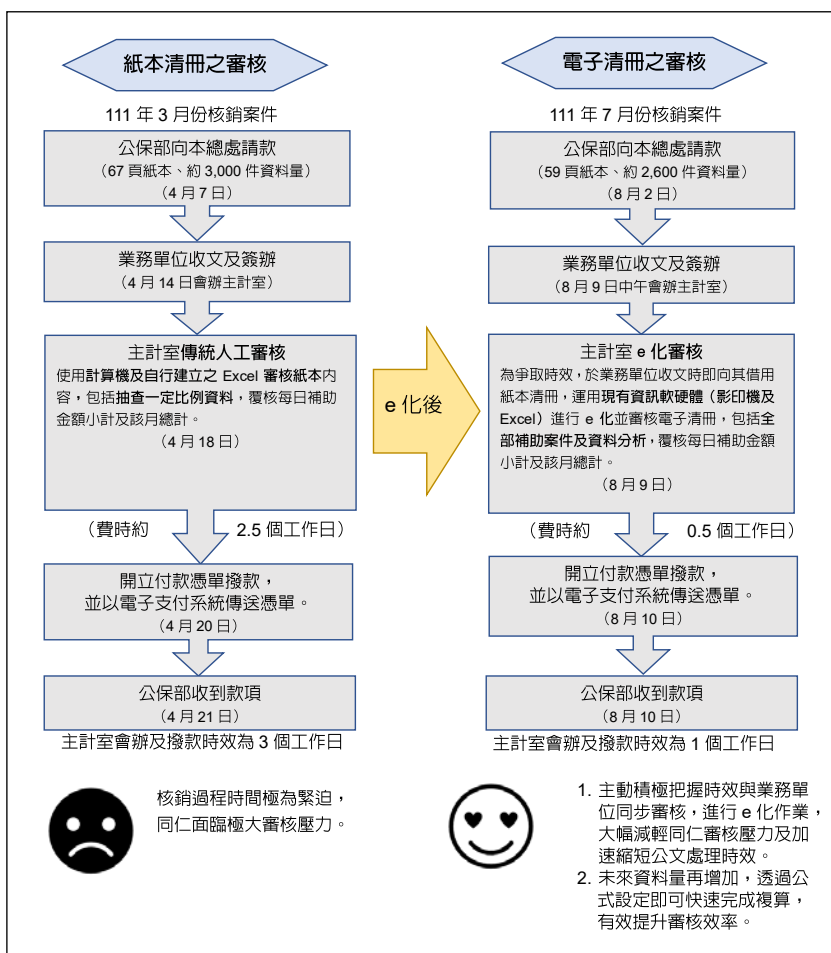 紙本清冊之審核
111 年 3 月份核銷案件
公保部向本總處請款
（67 頁紙本、約 3,000 件資料量）
（4 月 7 日）
業務單位收文及簽辦
（4 月 14 日會辦主計室）
主計室傳統人工審核
使用計算機及自行建立之 Excel 審核紙本內
容，包括抽查一定比例資料，覆核每日補助
金額小計及該月總計。
（4 月 18 日）
（費時約 2.5 個工作日）
開立付款憑單撥款，
並以電子支付系統傳送憑單。
（4 月 20 日）
公保部收到款項
（4 月 21 日）
主計室會辦及撥款時效為 3 個工作日
核銷過程時間極為緊迫，
同仁面臨極大審核壓力。
e 化後
電子清冊之審核
111 年 7 月份核銷案件
公保部向本總處請款
（59 頁紙本、約 2,600 件資料量）
（8 月 2 日）
業務單位收文及簽辦
（8 月 9 日中午會辦主計室）
主計室 e 化審核
為爭取時效，於業務單位收文時即向其借用
紙本清冊，運用現有資訊軟硬體（影印機及
Excel）進行 e 化並審核電子清冊，包括全
部補助案件及資料分析，覆核每日補助金額
小計及該月總計。
（8 月 9 日）
（費時約 0.5 個工作日）
開立付款憑單撥款，
並以電子支付系統傳送憑單。
（8 月 10 日）
公保部收到款項
（8 月 10 日）
主計室會辦及撥款時效為 1 個工作日
1. 主動積極把握時效與業務單
位同步審核，進行 e 化作業，
大幅減輕同仁審核壓力及加
速縮短公文處理時效。
2. 未來資料量再增加，透過公
式設定即可快速完成複算，
有效提升審核效率。